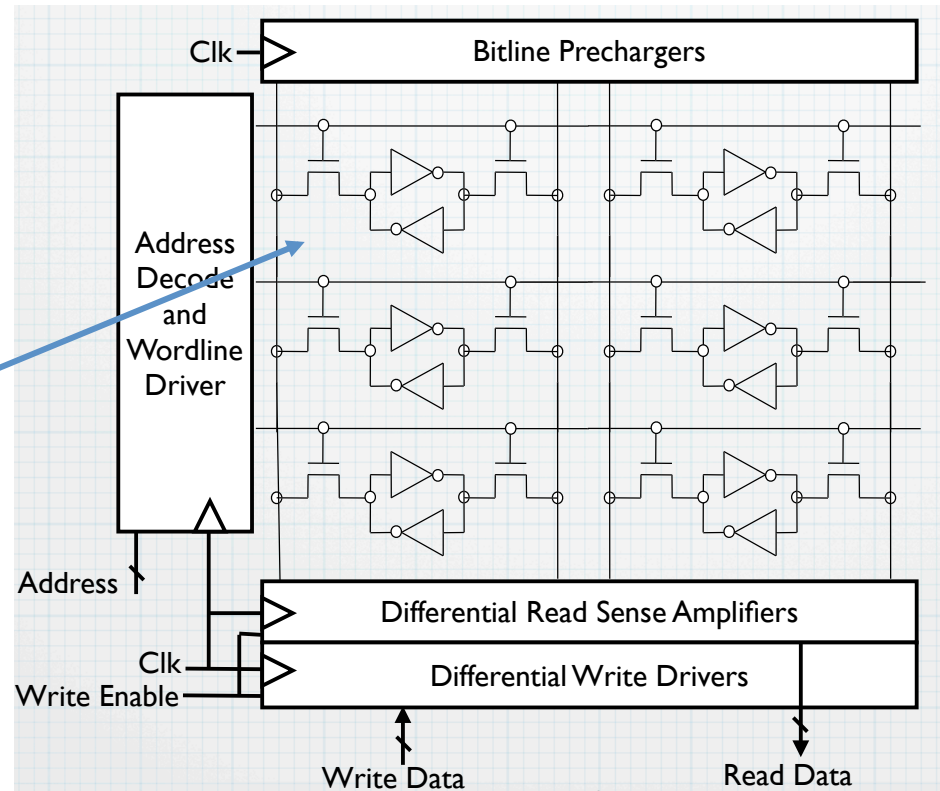 Clk
Bitline Prechargers
Address
Decode
and
Wordline
Driver
Address
Differential Read Sense Amplifiers
Clk
Differential Write Drivers
Write Enable
Write Data
Read Data